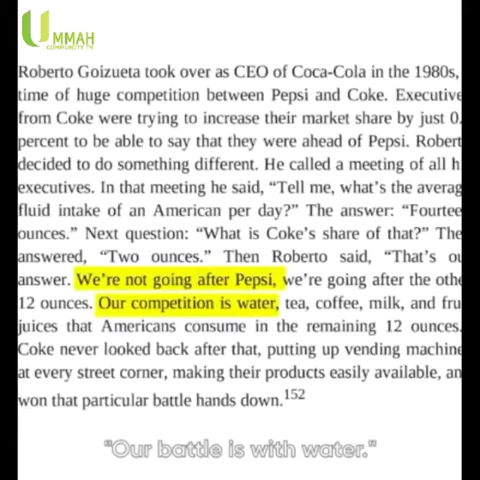 UMMAH
COMMUNITY TV
Roberto Goizueta took over as CEO of Coca-Cola in the 1980s,
time of huge competition between Pepsi and Coke. Executive
from Coke were trying to increase their market share by just 0.
percent to be able to say that they were ahead of Pepsi. Robert
decided to do something different. He called a meeting of all h
executives. In that meeting he said, “Tell me, what’s the averag
fluid intake of an American per day?” The answer: “Fourtee
ounces.” Next question: “What is Coke’s share of that?” The
answered, “Two ounces.” Then Roberto said, “That’s ou
answer. We’re not going after Pepsi, we’re going after the othe
12 ounces. Our competition is water, tea, coffee, milk, and fru
juices that Americans consume in the remaining 12 ounces.
Coke never looked back after that, putting up vending machine
at every street corner, making their products easily available, an
won that particular battle hands down.152
"Our battle is with water."